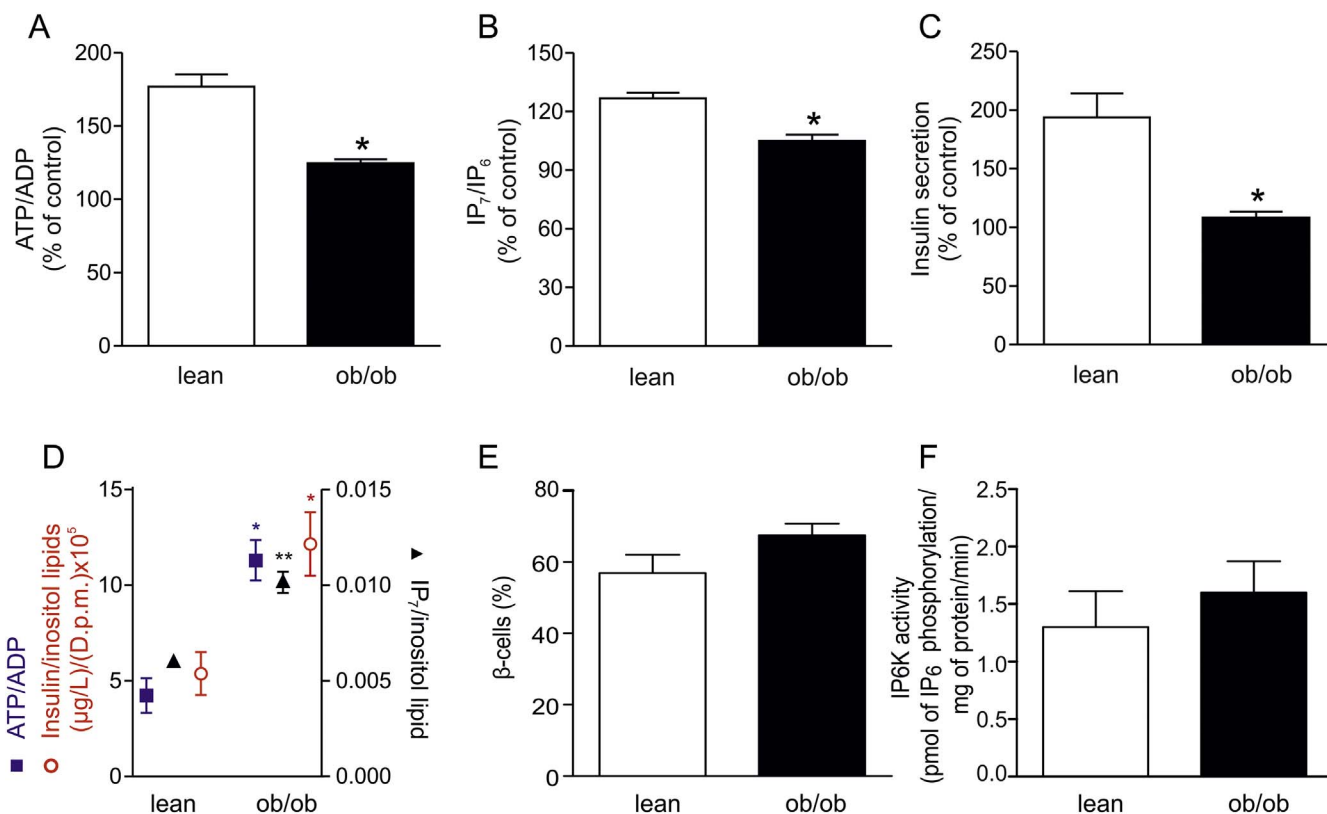 A
200
150
100
50
0
ATP/ADP
(% of control)
*
lean
ob/ob
B
150
120
90
60
30
0
IP₇/IP₆
(% of control)
*
lean
ob/ob
C
250
200
150
100
50
0
Insulin secretion
(% of control)
*
lean
ob/ob
D
15
10
5
0
ATP/ADP
Insulin/inositol lipids
(µg/L)/(D.p.m.)x10⁵
*
**
*
0.015
0.010
0.005
0.000
IP₇/inositol lipid
lean
ob/ob
E
80
60
60
60
0
β-cells (%)
lean
ob/ob
F
2.5
2.0
1.5
1.0
0.5
0.0
IP6K activity
(pmol of IP₆ phosphorylation/
mg of protein/min)
lean
ob/ob